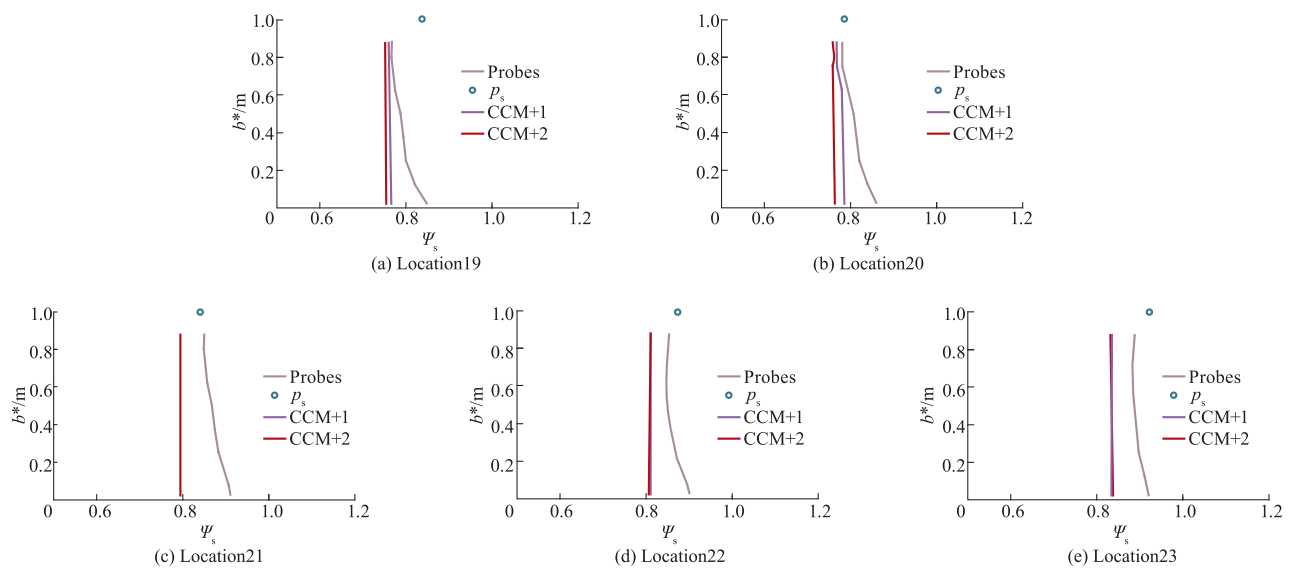 1.0
0.8
0.6
0.4
0.2
0
0.6
0.8
1.0
1.2
b*/m
Ψs
Probes
ps
CCM+1
CCM+2
(a) Location19
1.0
0.8
0.6
0.4
0.2
0
0.6
0.8
1.0
1.2
b*/m
Ψs
Probes
ps
CCM+1
CCM+2
(b) Location20
1.0
0.8
0.6
0.4
0.2
0
0.6
0.8
1.0
1.2
b*/m
Ψs
Probes
ps
CCM+1
CCM+2
(c) Location21
1.0
0.8
0.6
0.4
0.2
0
0.6
0.8
1.0
1.2
b*/m
Ψs
Probes
ps
CCM+1
CCM+2
(d) Location22
1.0
0.8
0.6
0.4
0.2
0
0.6
0.8
1.0
1.2
b*/m
Ψs
Probes
ps
CCM+1
CCM+2
(e) Location23